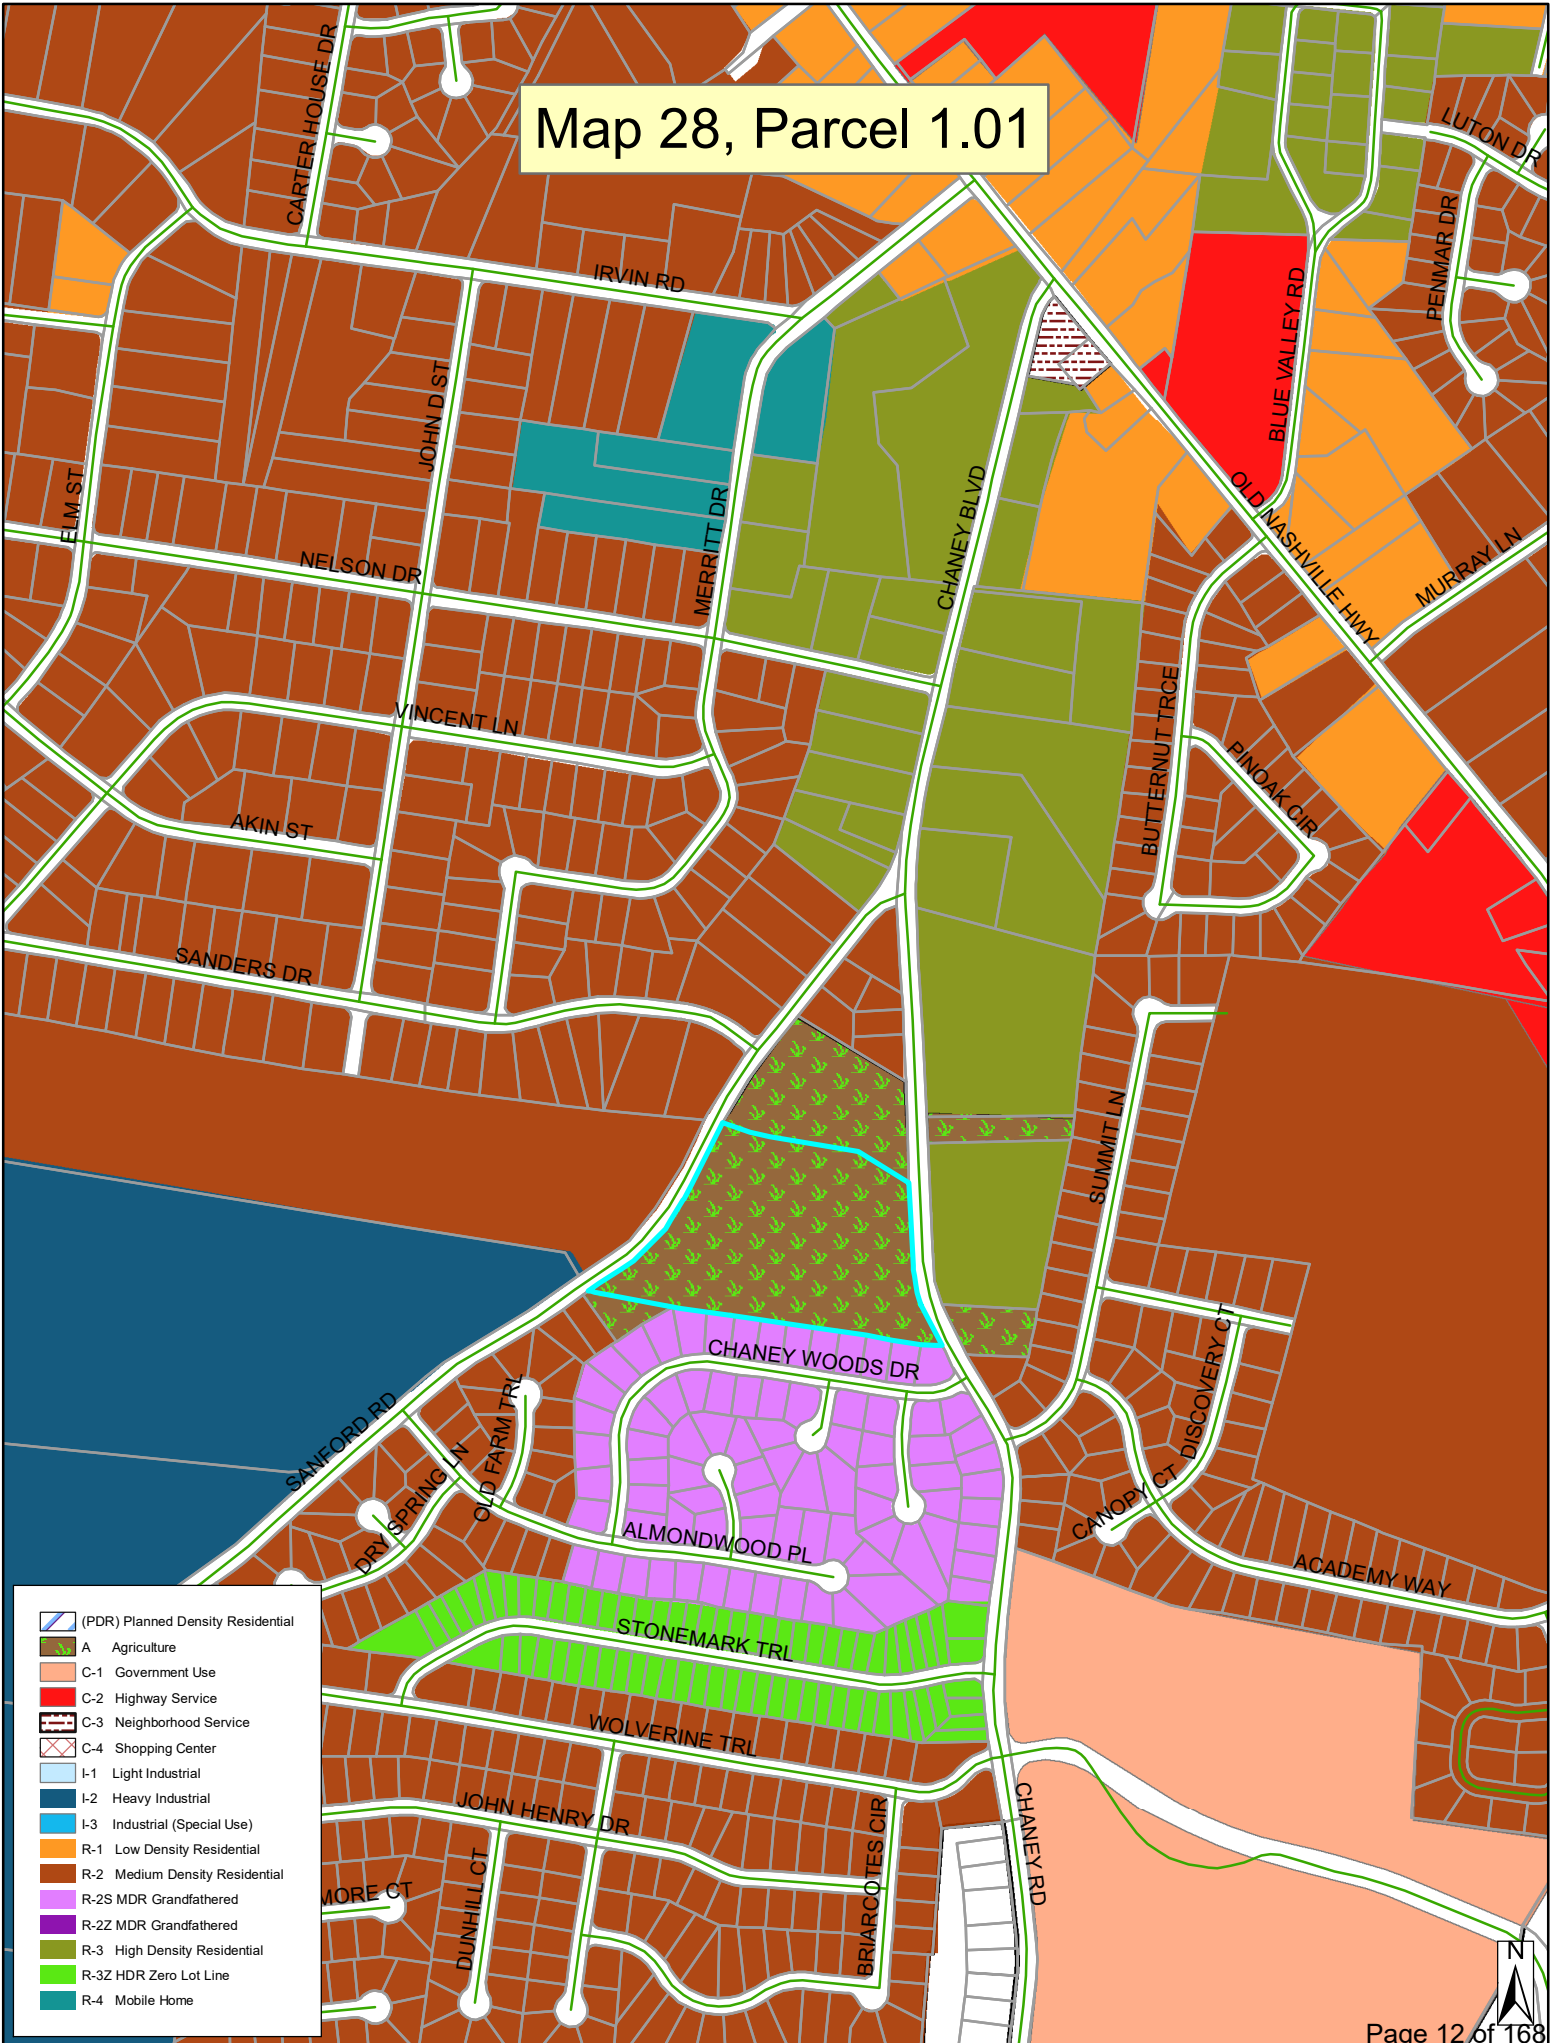 Map 28, Parcel 1.01
CARTER HOUSE DR
LUTON DR
PENMAR DR
IRVIN RD
BLUE VALLEY RD
JOHN D ST
ELM ST
MERRITT DR
CHANEY BLVD
OLD NASHVILLE HWY
MURRAY LN
NELSON DR
VINCENT LN
BUTTERNUT TRCE
PINOAK CIR
AKIN ST
SANDERS DR
SUMMIT LN
CHANEY WOODS DR
DISCOVERY CT
SANFORD RD
OLD FARM TRL
DRY SPRING LN
CANOPY CT
ALMONDWOOD PL
ACADEMY WAY
STONEMARK TRL
WOLVERINE TRL
JOHN HENRY DR
CHANEY RD
BRIARCOTES CIR
DUNHILL CT
MORE CT
(PDR) Planned Density Residential
A Agriculture
C-1 Government Use
C-2 Highway Service
C-3 Neighborhood Service
C-4 Shopping Center
I-1 Light Industrial
I-2 Heavy Industrial
I-3 Industrial (Special Use)
R-1 Low Density Residential
R-2 Medium Density Residential
R-2S MDR Grandfathered
R-2Z MDR Grandfathered
R-3 High Density Residential
R-3Z HDR Zero Lot Line
R-4 Mobile Home
N
Page 12 of 168